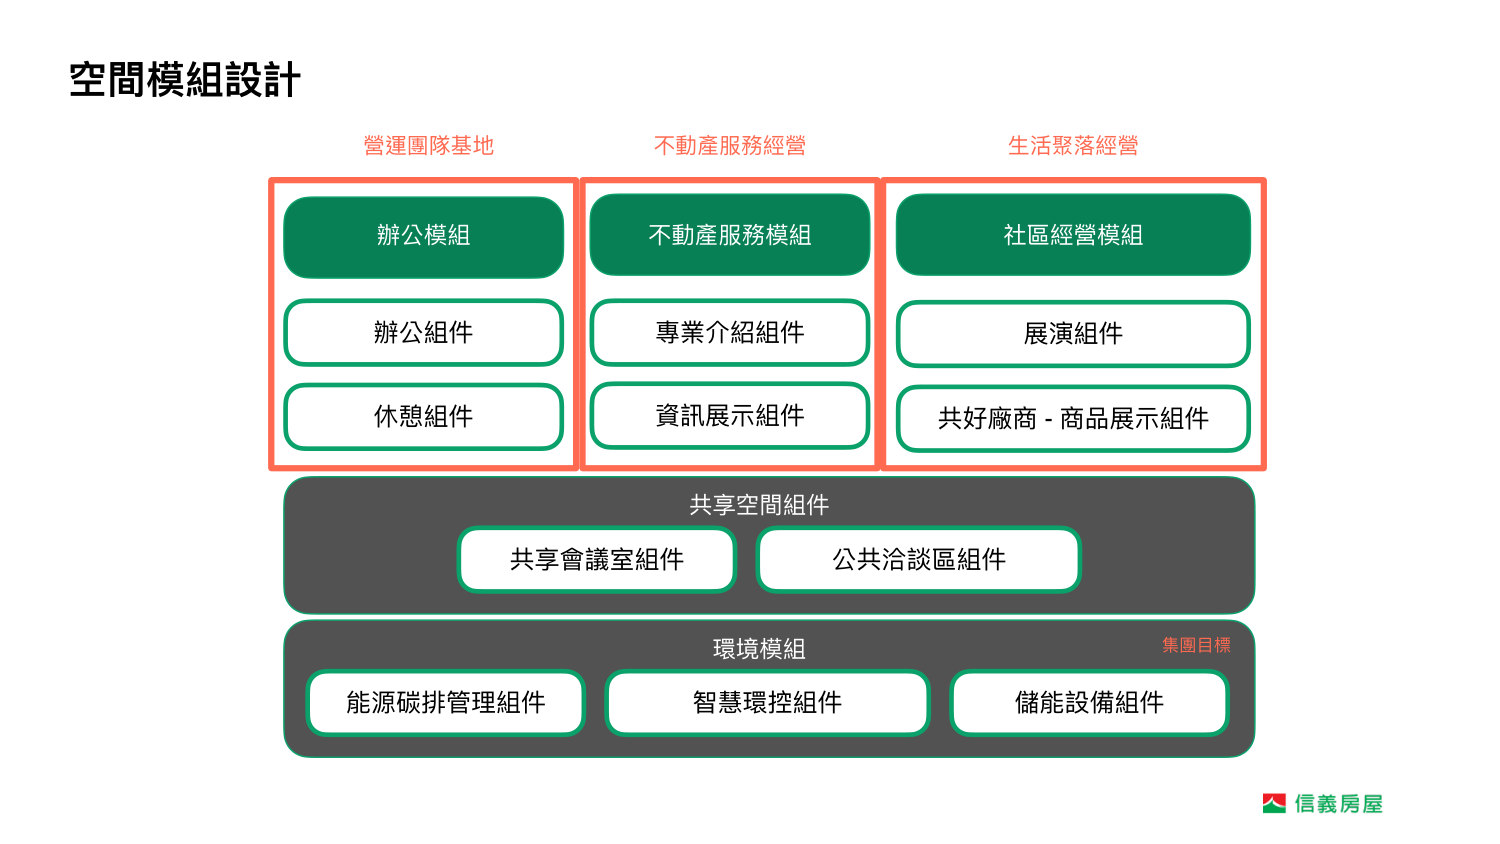 空間模組設計
營運團隊基地
不動產服務經營
生活聚落經營
辦公模組
不動產服務模組
社區經營模組
辦公組件
專業介紹組件
展演組件
休憩組件
資訊展示組件
共好廠商 - 商品展示組件
共享空間組件
共享會議室組件
公共洽談區組件
環境模組
集團目標
能源碳排管理組件
智慧環控組件
儲能設備組件
信義房屋